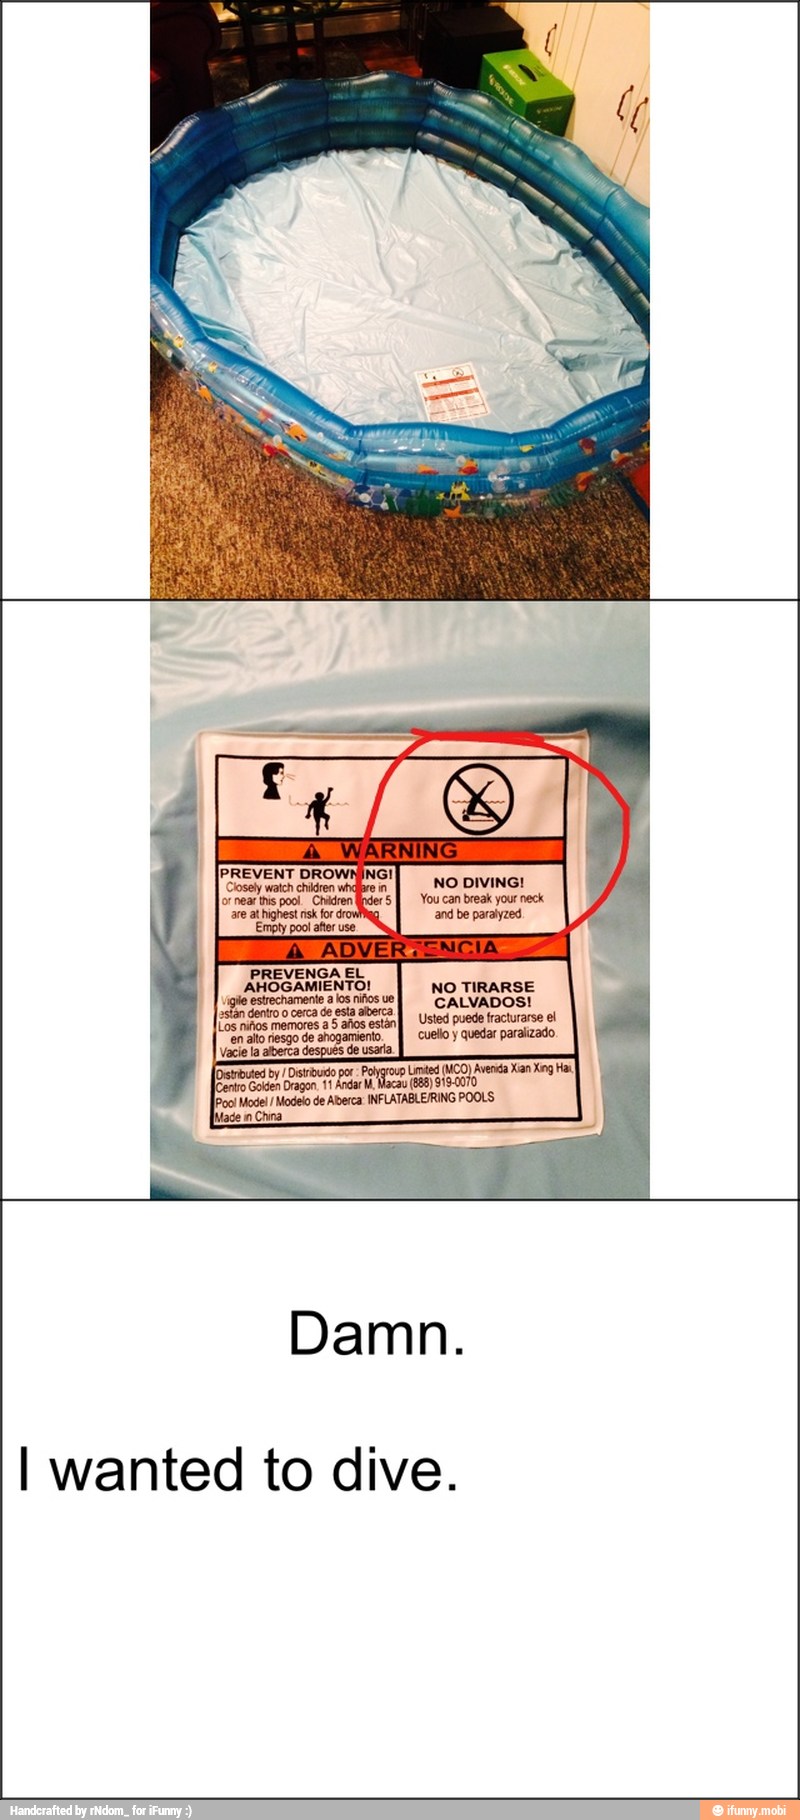 XBOX ONE
WARNING
PREVENT DROWNING!
Closely watch children who are in
or near this pool. Children under 5
are at highest risk for drowning.
Empty pool after use.
NO DIVING!
You can break your neck
and be paralyzed.
ADVERTENCIA
PREVENGA EL
AHOGAMIENTO!
Vigile estrechamente a los niños ue
están dentro o cerca de esta alberca.
Los niños memores a 5 años están
en alto riesgo de ahogamiento.
Vacíe la alberca después de usarla.
NO TIRARSE
CALVADOS!
Usted puede fracturarse el
cuello y quedar paralizado.
Distributed by / Distribuido por : Polygroup Limited (MCO) Avenida Xian Xing Hai,
Centro Golden Dragon, 11 Andar M, Macau (888) 919-0070
Pool Model / Modelo de Alberca: INFLATABLE/RING POOLS
Made in China
Damn.
I wanted to dive.
Handcrafted by rNdom_ for iFunny :)
ifunny.mobi